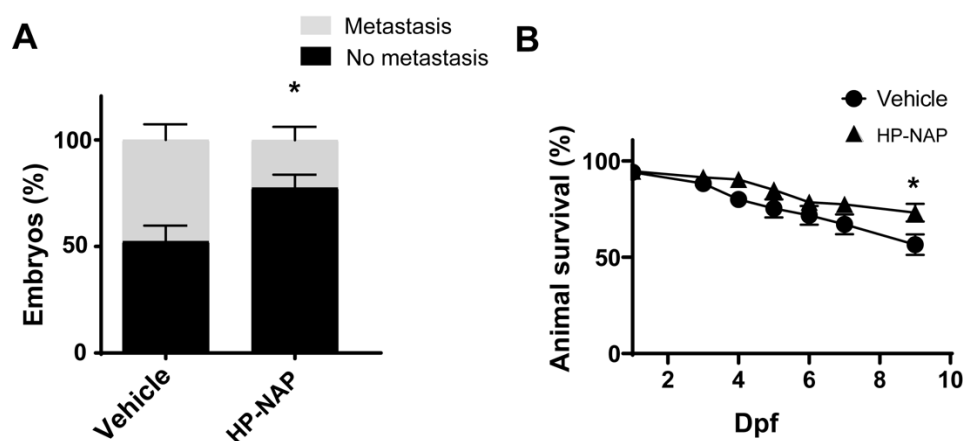 A
Metastasis
No metastasis
*
100
50
0
Embryos (%)
Vehicle
HP-NAP
B
Vehicle
HP-NAP
*
100
50
0
Animal survival (%)
2 4 6 8 10
Dpf